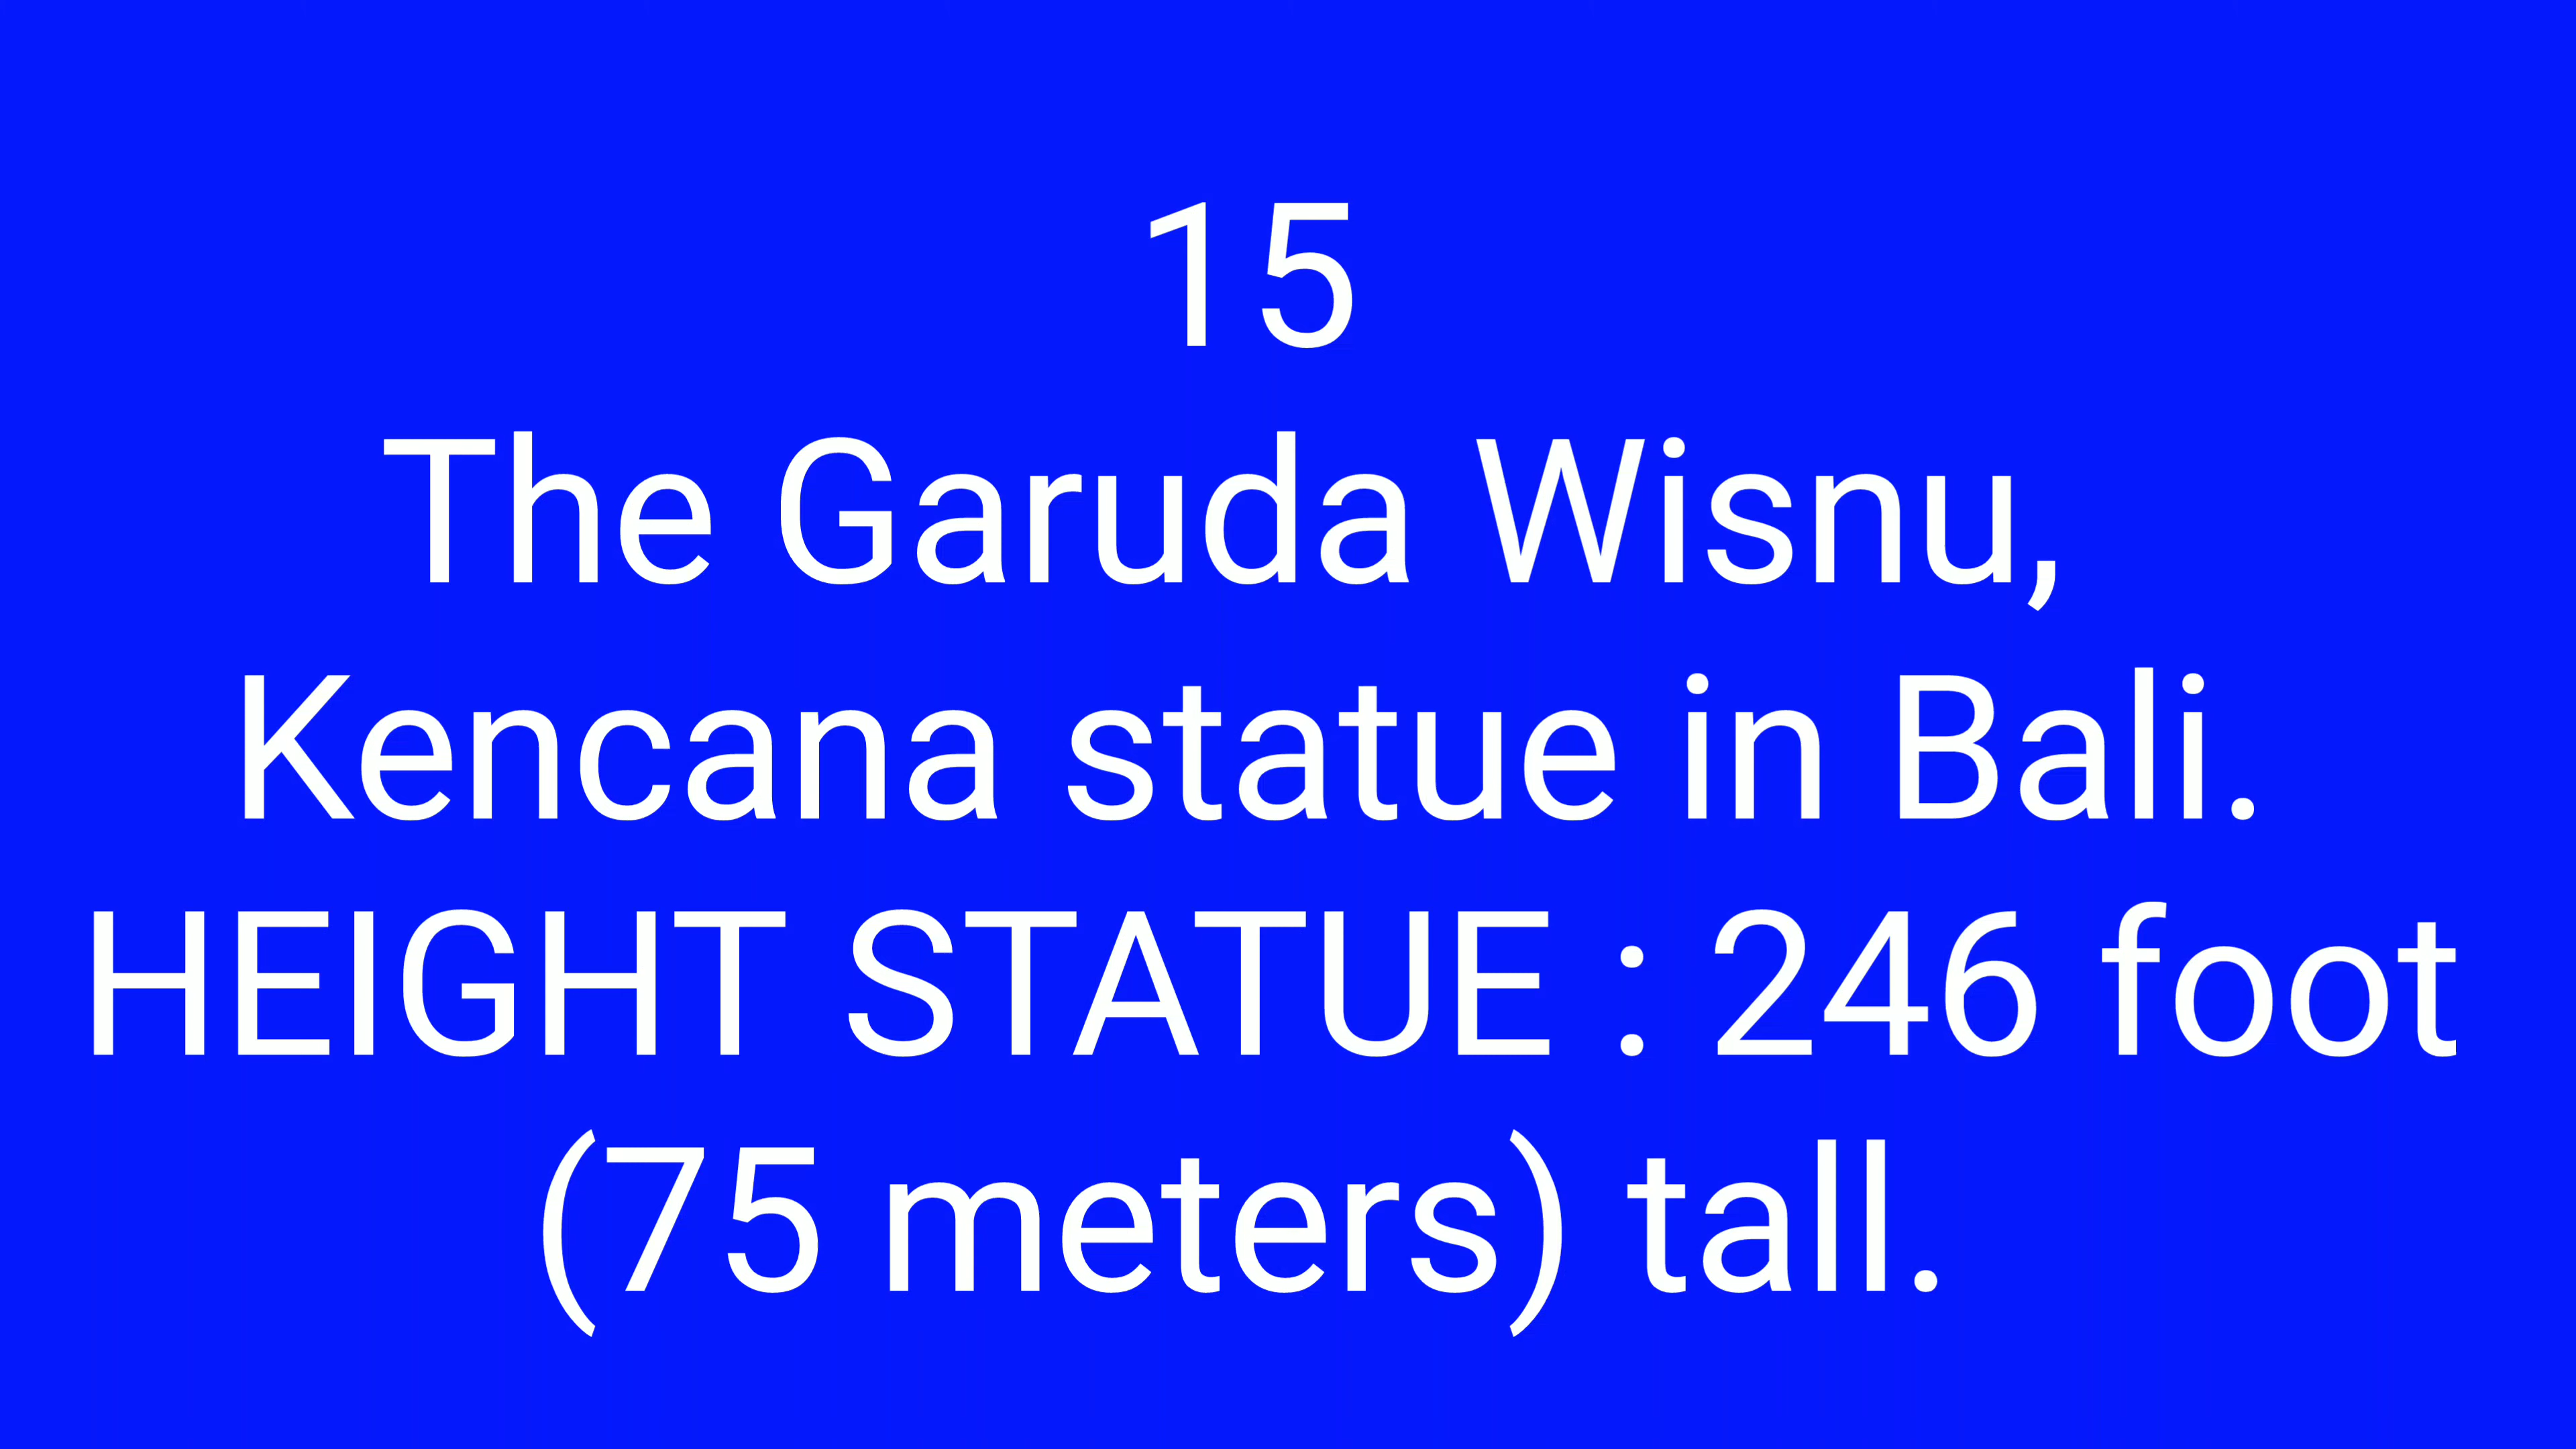 15
The Garuda Wisnu,
Kencana statue in Bali.
HEIGHT STATUE : 246 foot
(75 meters) tall.